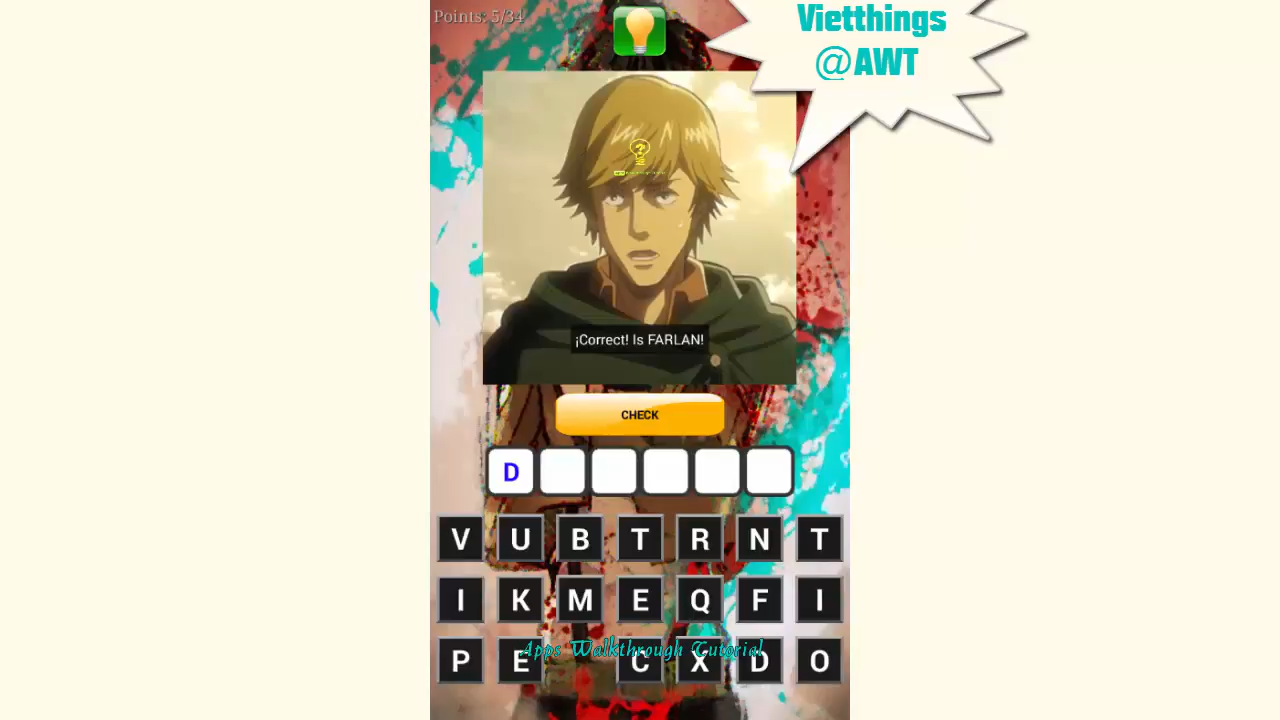 Points: 5/34
Vietthings
@AWT
¡Correct! Is FARLAN!
CHECK
D
V U B T R N T
I K M E Q F I
P E C X D O
Apps Walkthrough Tutorial